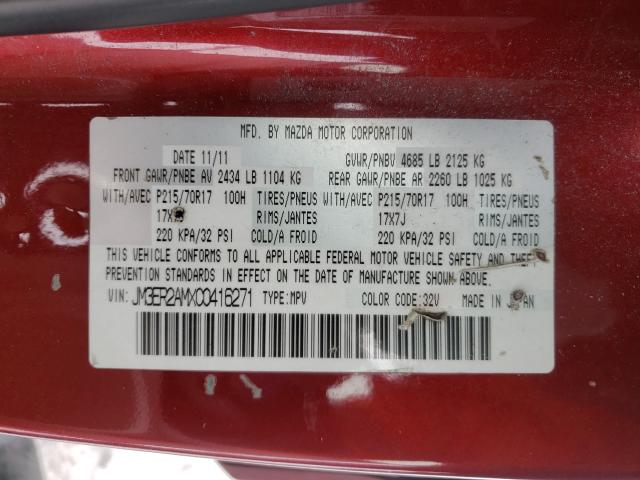 MFD. BY MAZDA MOTOR CORPORATION
DATE 11/11 GVWR/PNBV 4685 LB 2125 KG
FRONT GAWR/PNBE AV 2434 LB 1104 KG REAR GAWR/PNBE AR 2260 LB 1025 KG
WITH/AVEC P215/70R17 100H TIRES/PNEUS WITH/AVEC P215/70R17 100H TIRES/PNEUS
RIMS/JANTES 17X7J RIMS/JANTES
220 KPA/32 PSI COLD/A FROID 220 KPA/32 PSI COLD/A FROID
THIS VEHICLE CONFORMS TO ALL APPLICABLE FEDERAL MOTOR VEHICLE SAFETY AND THEFT
PREVENTION STANDARDS IN EFFECT ON THE DATE OF MANUFACTURE SHOWN ABOVE.
VIN: JM3ER2AMXC0416271 TYPE:MPV COLOR CODE:32V MADE IN